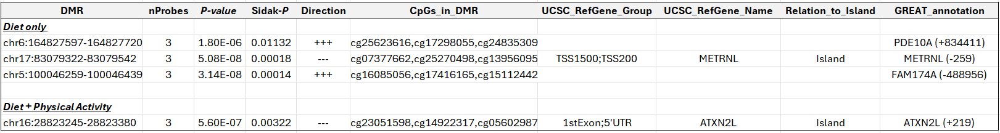 DMR nProbes P-value Sidak-P Direction CpGs_in_DMR UCSC_RefGene_Group UCSC_RefGene_Name Relation_to_Island GREAT_annotation
Diet only
chr6:164827597-164827720 3 1.80E-06 0.01132 +++ cg25623616,cg17298055,cg24835309 PDE10A (+834411)
chr17:83079322-83079542 3 5.08E-08 0.00018 --- cg07377662,cg25270498,cg13956095 TSS1500;TSS200 METRNL Island METRNL (-259)
chr5:100046259-100046439 3 3.14E-08 0.00014 +++ cg16085056,cg17416165,cg15112442 FAM174A (-488956)
Diet + Physical Activity
chr16:28823245-28823380 3 5.60E-07 0.00322 --- cg23051598,cg14922317,cg05602987 1stExon;5'UTR ATXN2L Island ATXN2L (+219)